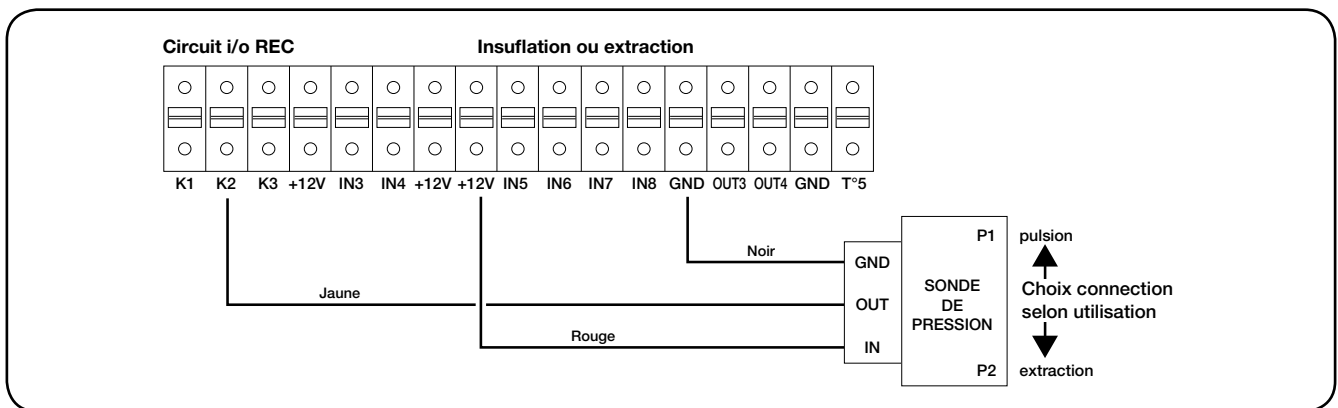 Circuit i/o REC
Insuflation ou extraction
K1 K2 K3 +12V IN3 IN4 +12V +12V IN5 IN6 IN7 IN8 GND OUT3 OUT4 GND T°5
P1
pulsion
Noir
GND
Jaune
OUT
SONDE
DE
PRESSION
Choix connection
selon utilisation
Rouge
IN
P2
extraction